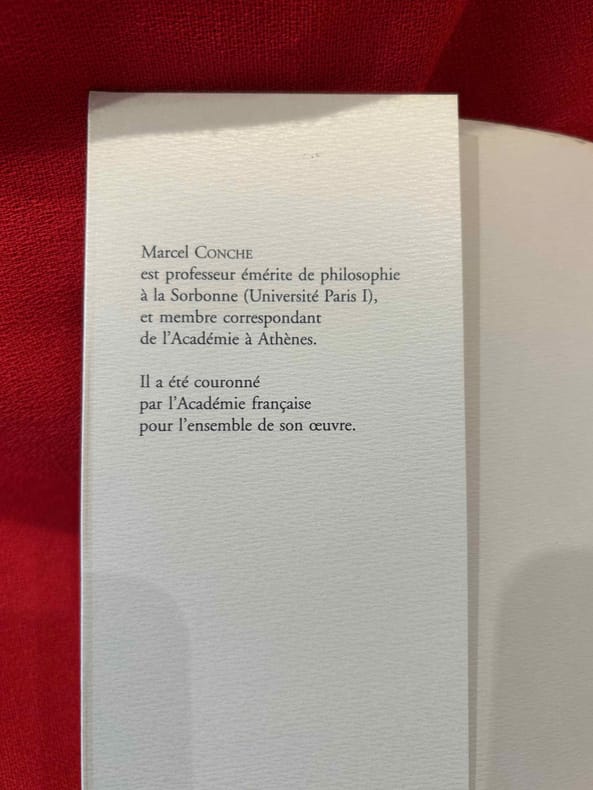 Marcel CONCHE
est professeur émérite de philosophie
à la Sorbonne (Université Paris I),
et membre correspondant
de l’Académie à Athènes.
Il a été couronné
par l’Académie française
pour l’ensemble de son œuvre.